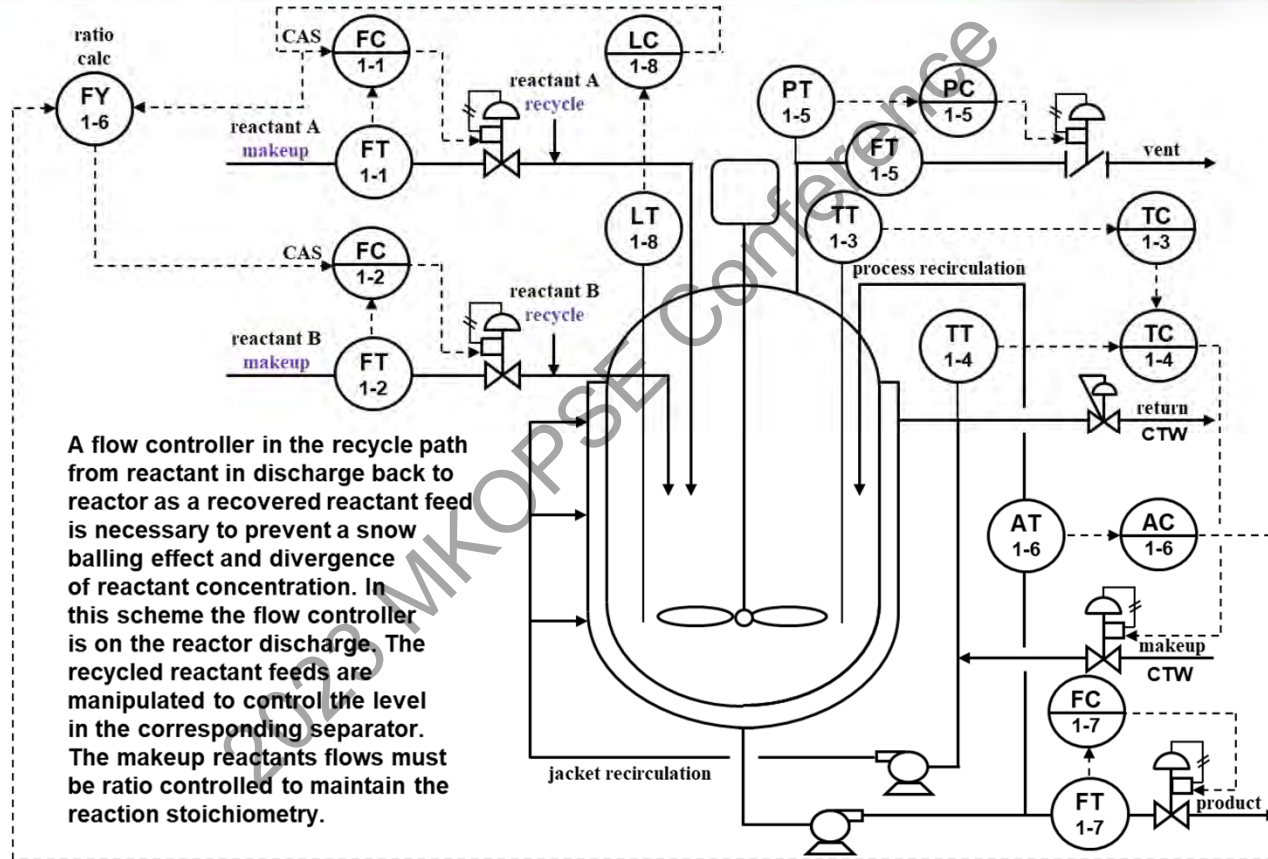 ratio
calc
FY
1-6
CAS
FC
1-1
LC
1-8
reactant A
recycle
reactant A
makeup
FT
1-1
PT
1-5
PC
1-5
FT
1-5
vent
LT
1-8
TT
1-3
TC
1-3
CAS
FC
1-2
process recirculation
reactant B
recycle
reactant B
makeup
FT
1-2
TT
1-4
TC
1-4
return
CTW
A flow controller in the recycle path
from reactant in discharge back to
reactor as a recovered reactant feed
is necessary to prevent a snow
balling effect and divergence
of reactant concentration. In
this scheme the flow controller
is on the reactor discharge. The
recycled reactant feeds are
manipulated to control the level
in the corresponding separator.
The makeup reactants flows must
be ratio controlled to maintain the
reaction stoichiometry.
AT
1-6
AC
1-6
makeup
CTW
FC
1-7
jacket recirculation
FT
1-7
product
2023 MKOPSE Conference